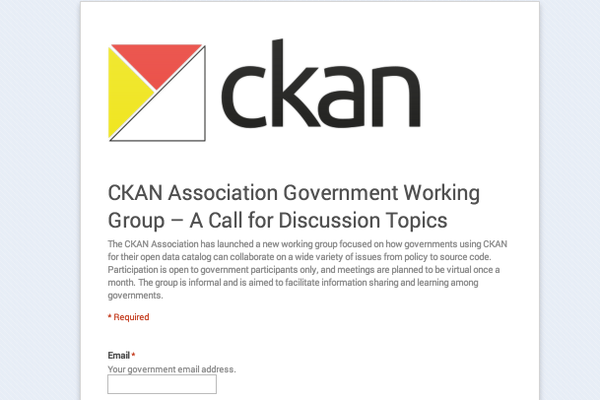 ckan
CKAN Association Government Working
Group – A Call for Discussion Topics
The CKAN Association has launched a new working group focused on how governments using CKAN
for their open data catalog can collaborate on a wide variety of issues from policy to source code.
Participation is open to government participants only, and meetings are planned to be virtual once a
month. The group is informal and is aimed to facilitate information sharing and learning among
governments.
* Required
Email *
Your government email address.